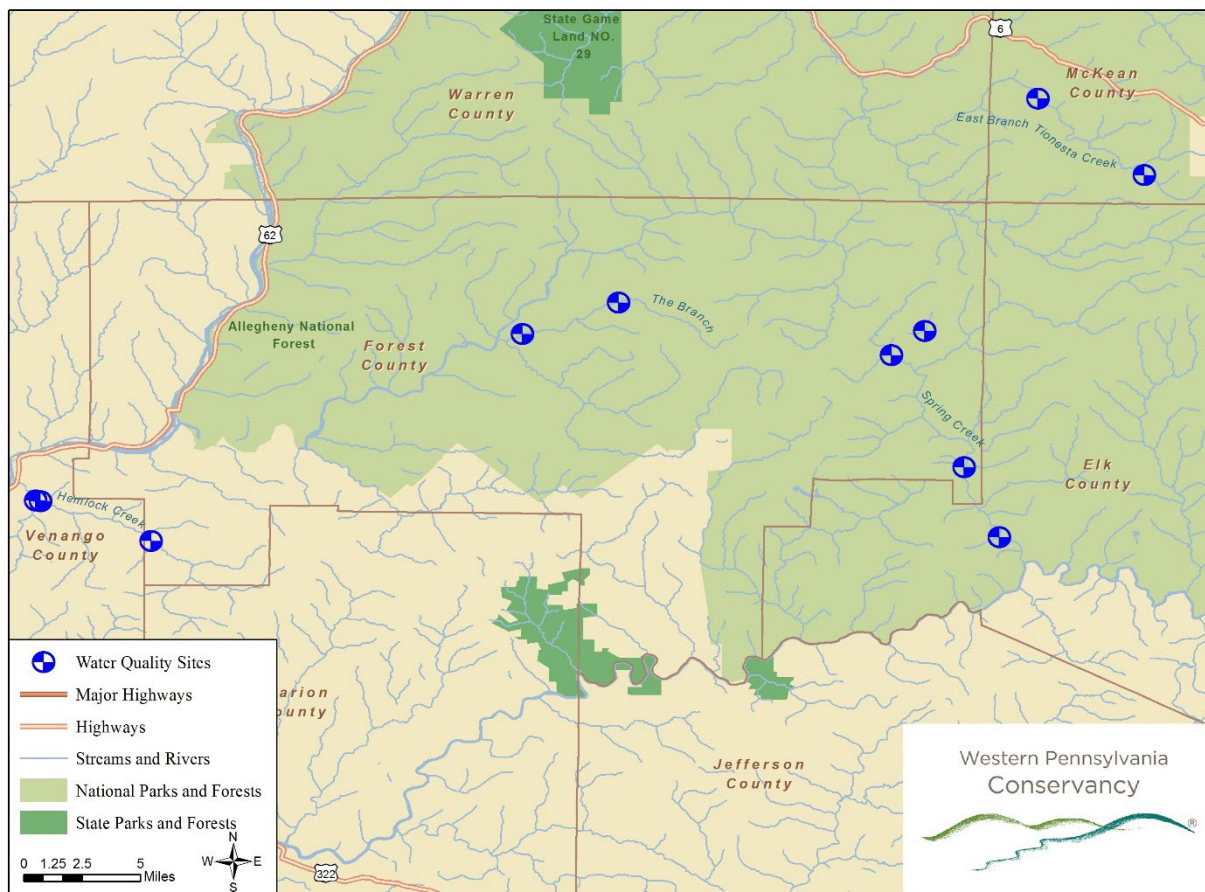 State Game
Land NO.
29
6
McKean
County
Warren
County
East Branch Tionesta Creek
62
The Branch
Allegheny National
Forest
Forest
County
Spring Creek
Elk
County
Hemlock Creek
Venango
County
Water Quality Sites
Major Highways
Highways
Streams and Rivers
National Parks and Forests
State Parks and Forests
arion
ounty
Jefferson
County
Western Pennsylvania
Conservancy
®
N
W E
S
0 1.25 2.5 5
Miles
322